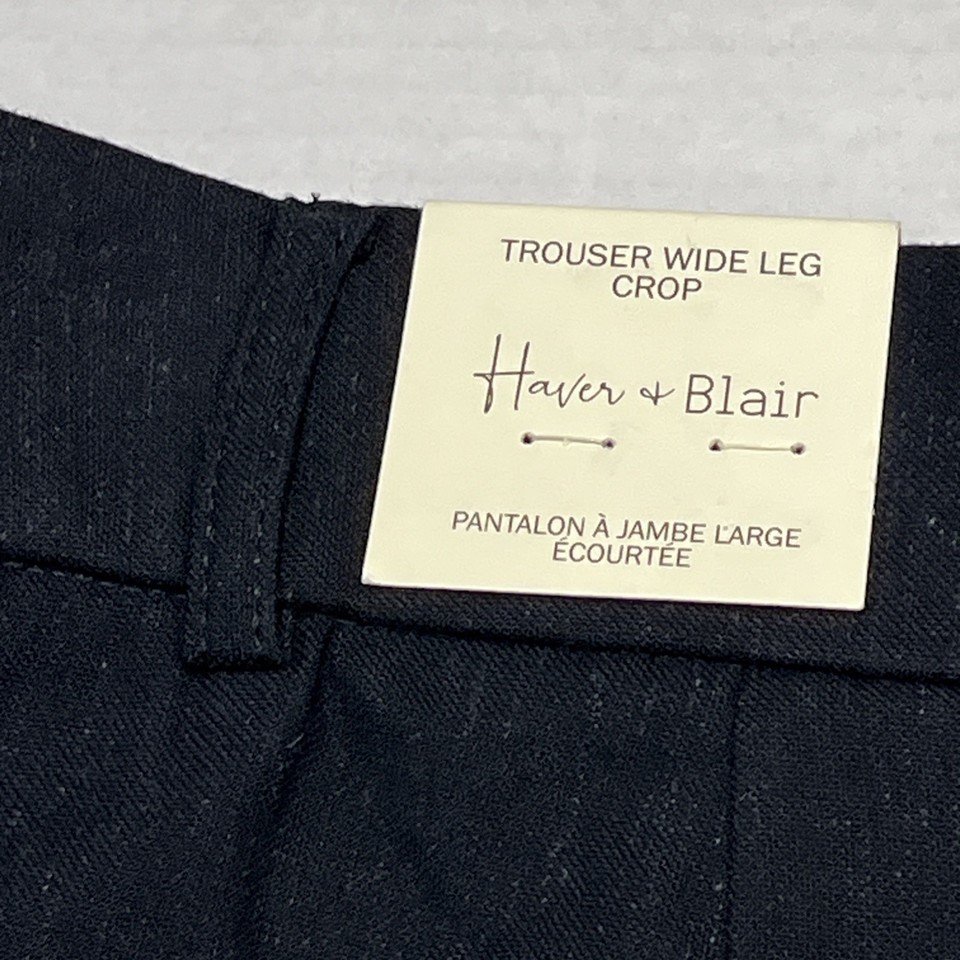 TROUSER WIDE LEG
CROP
Haver + Blair
PANTALON À JAMBE LARGE
ÉCOURTÉE